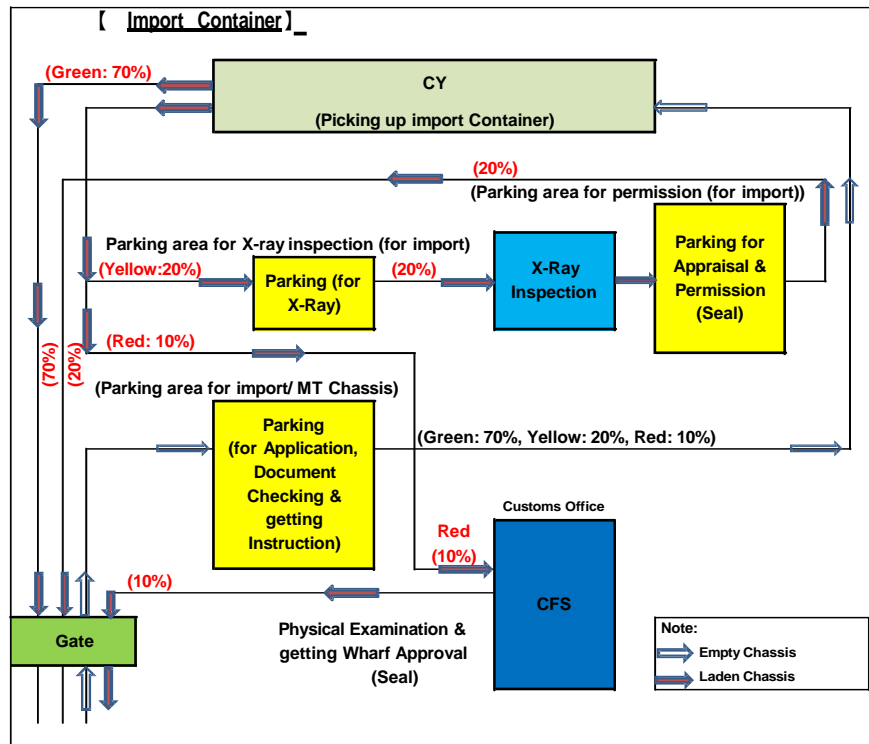 【 Import Container】
(Green: 70%)
CY
(Picking up import Container)
(20%)
(Parking area for permission (for import))
Parking area for X-ray inspection (for import)
(Yellow:20%)
Parking (for
X-Ray)
(20%)
X-Ray
Inspection
Parking for
Appraisal &
Permission
(Seal)
(Red: 10%)
(70%)
(20%)
(Parking area for import/ MT Chassis)
Parking
(for Application,
Document
Checking &
getting
Instruction)
(Green: 70%, Yellow: 20%, Red: 10%)
Customs Office
Red
(10%)
CFS
(10%)
Physical Examination &
getting Wharf Approval
(Seal)
Gate
Note:
Empty Chassis
Laden Chassis